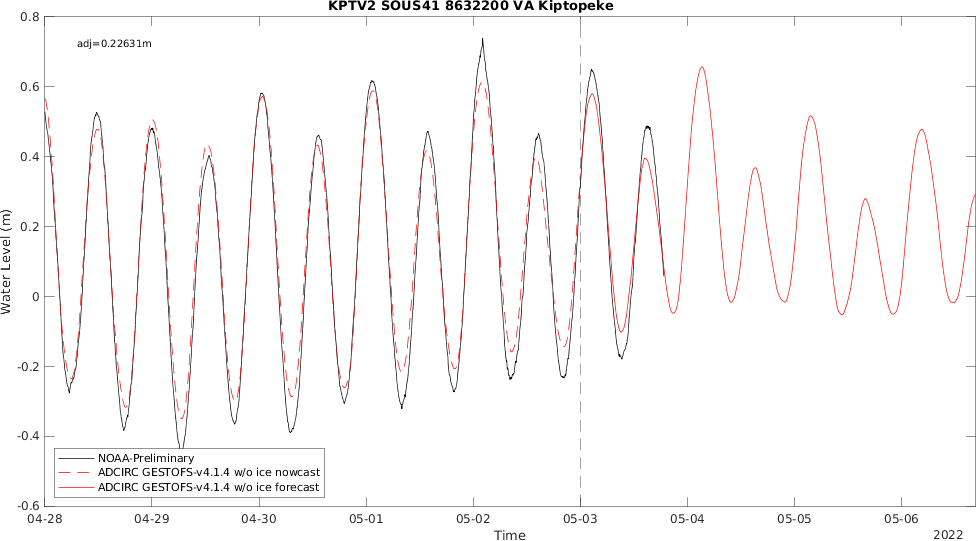 KPTV2 SOUS41 8632200 VA Kiptopeke
0.8
adj=0.22631m
0.6
0.4
0.2
0
-0.2
-0.4
-0.6
Water Level (m)
NOAA-Preliminary
ADCIRC GESTOFS-v4.1.4 w/o ice nowcast
ADCIRC GESTOFS-v4.1.4 w/o ice forecast
04-28 04-29 04-30 05-01 05-02 05-03 05-04 05-05 05-06
Time
2022